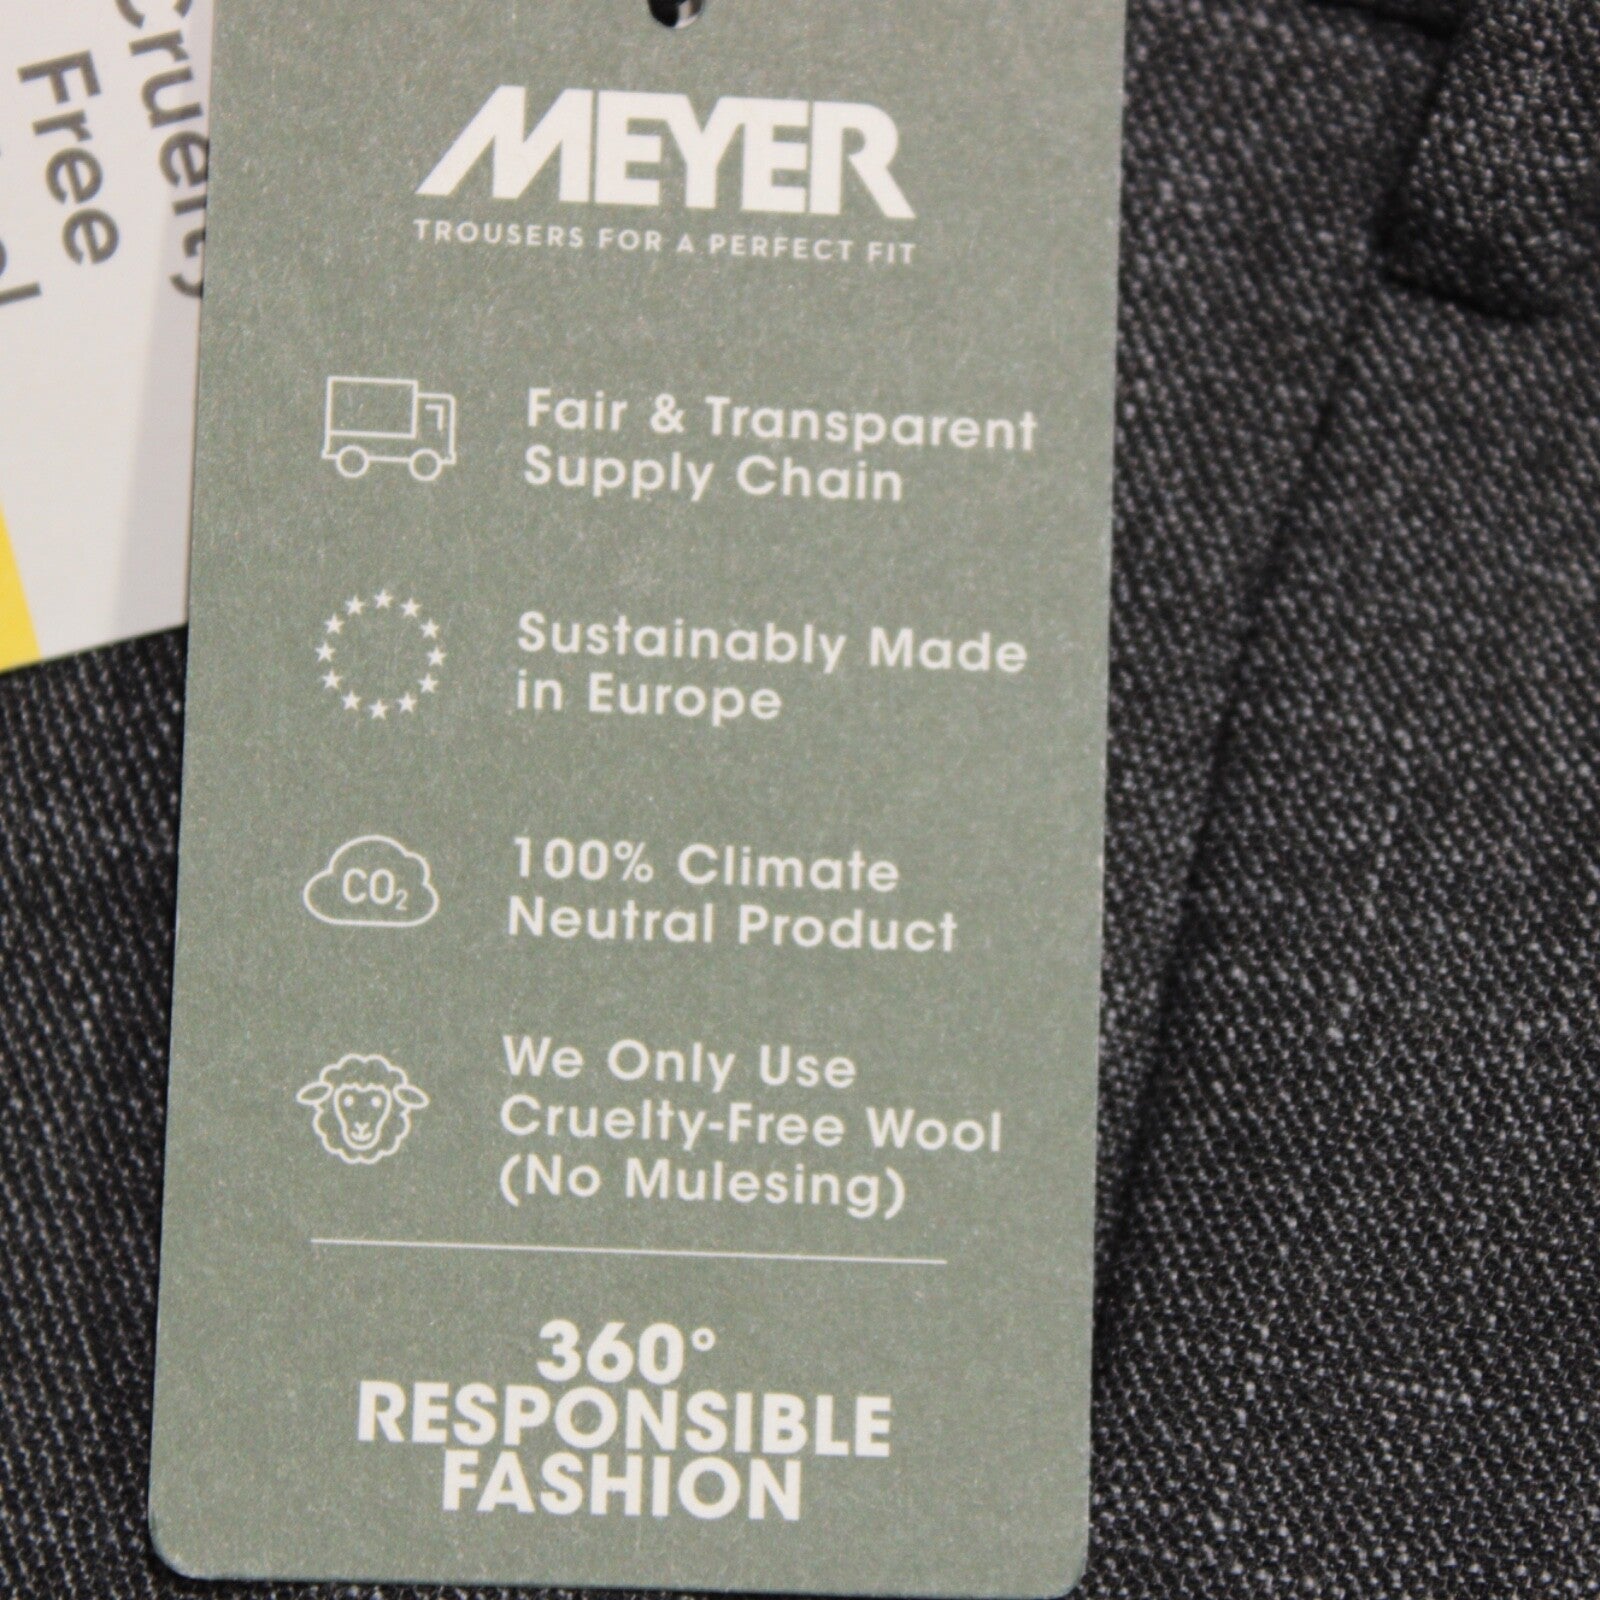 MEYER
TROUSERS FOR A PERFECT FIT
Fair & Transparent
Supply Chain
Sustainably Made
in Europe
CO₂
100% Climate
Neutral Product
We Only Use
Cruelty-Free Wool
(No Mulesing)
360°
RESPONSIBLE
FASHION
Cruelty
Free